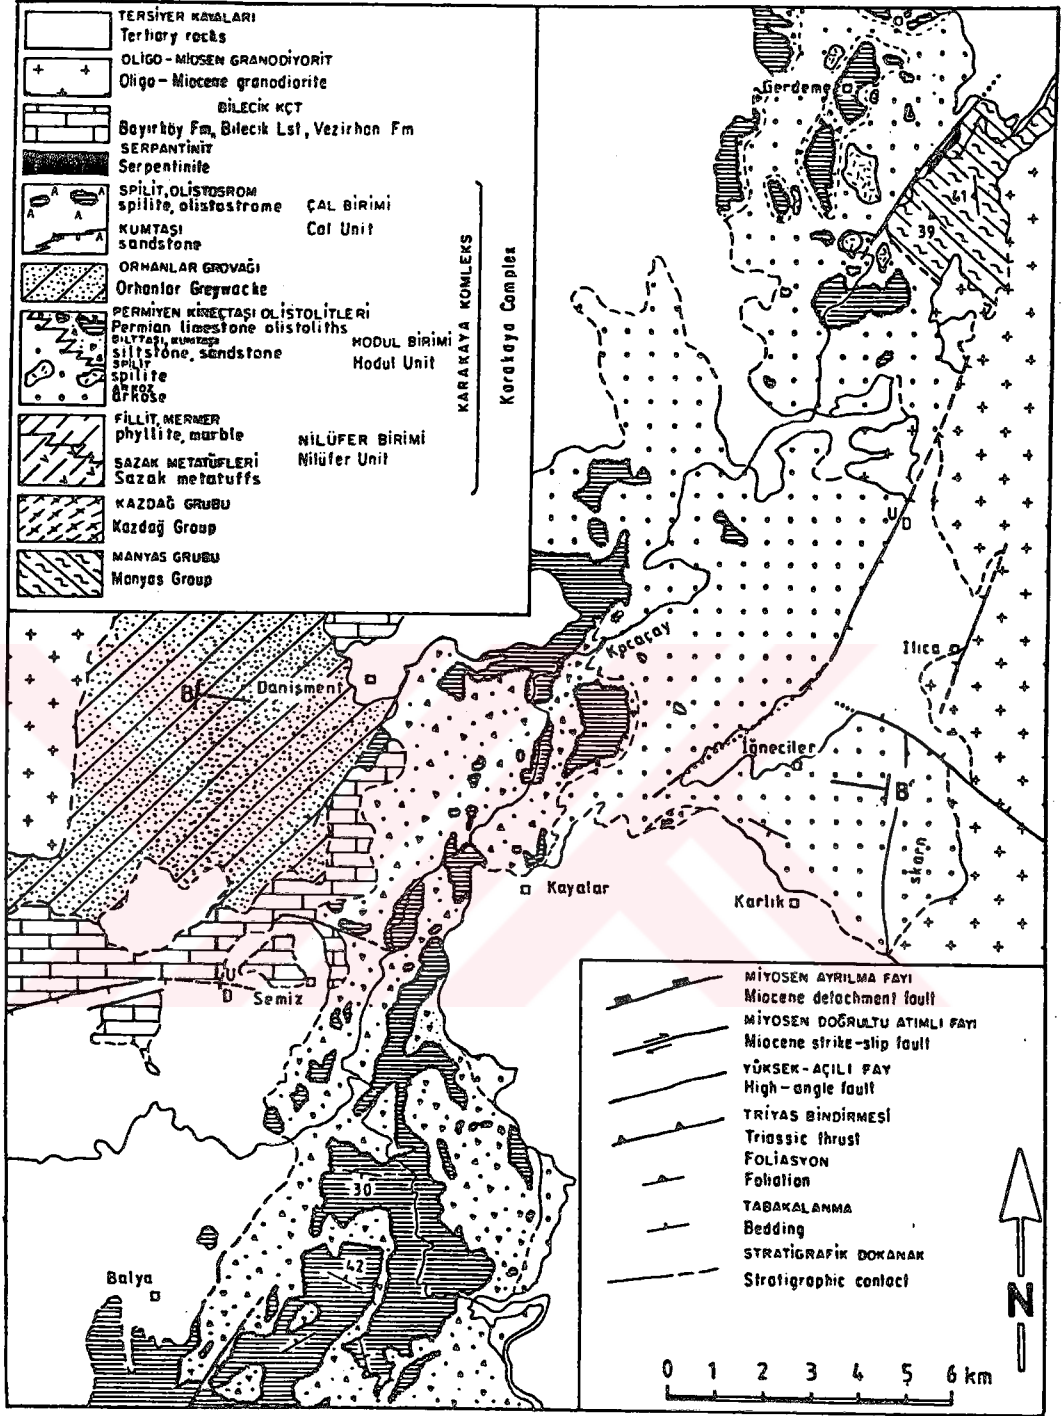 TERSİYER KAYALARI
Tertiary rocks
OLİGO-MİOSEN GRANODİYORİT
Oligo-Miocene granodiorite
BİLECİK KÇT
Bayırköy Fm, Bilecik Lst, Vezirhan Fm
SERPANTİNİT
Serpentinite
SPİLİT, OLİSTOSROM
spilite, olistostrome
ÇAL BİRİMİ
Cal Unit
KUMTAŞI
sandstone
ORHANLAR GROVAĞI
Orhanlar Greywacke
PERMİYEN KİREÇTAŞI OLİSTOLİTLERİ
Permian limestone olistoliths
SİLTTAŞI, KUMTAŞI
siltstone, sandstone
HODUL BİRİMİ
Hodul Unit
SPİLİT
spilite
ARKOZ
arkose
FİLLİT, MERMER
phyllite, marble
NİLÜFER BİRİMİ
Nilüfer Unit
SAZAK METATÜFLERİ
Sazak metatuffs
KARAKAYA KOMLEKS
Karakaya Complex
KAZDAĞ GRUBU
Kazdağ Group
MANYAS GRUBU
Manyas Group
A A A A A
Gerdeme
41
39
U
D
Kocaçay
Ilıca
B'
Danişment
İğneciler
B
skarn
Kayalar
Karlık
U
D
Semiz
30
42
Balya
MİYOSEN AYRILMA FAYI
Miocene detachment fault
MİYOSEN DOĞRULTU ATIMLI FAYI
Miocene strike-slip fault
YÜKSEK-AÇILI FAY
High-angle fault
TRİYAS BİNDİRMESİ
Triassic thrust
FOLİASYON
Foliation
TABAKALANMA
Bedding
STRATİGRAFİK DOKANAK
Stratigraphic contact
N
0 1 2 3 4 5 6 km